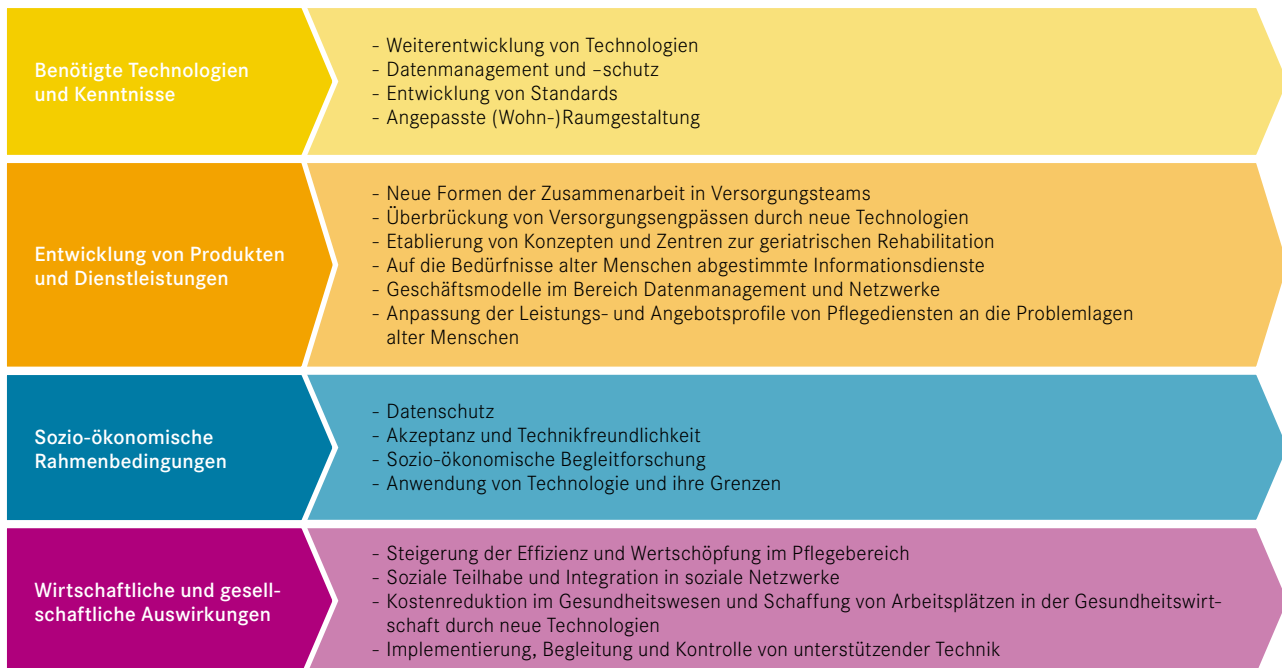 Benötigte Technologien
und Kenntnisse
- Weiterentwicklung von Technologien
- Datenmanagement und –schutz
- Entwicklung von Standards
- Angepasste (Wohn-)Raumgestaltung
Entwicklung von Produkten
und Dienstleistungen
- Neue Formen der Zusammenarbeit in Versorgungsteams
- Überbrückung von Versorgungsengpässen durch neue Technologien
- Etablierung von Konzepten und Zentren zur geriatrischen Rehabilitation
- Auf die Bedürfnisse alter Menschen abgestimmte Informationsdienste
- Geschäftsmodelle im Bereich Datenmanagement und Netzwerke
- Anpassung der Leistungs- und Angebotsprofile von Pflegediensten an die Problemlagen
alter Menschen
Sozio-ökonomische
Rahmenbedingungen
- Datenschutz
- Akzeptanz und Technikfreundlichkeit
- Sozio-ökonomische Begleitforschung
- Anwendung von Technologie und ihre Grenzen
Wirtschaftliche und gesell-
schaftliche Auswirkungen
- Steigerung der Effizienz und Wertschöpfung im Pflegebereich
- Soziale Teilhabe und Integration in soziale Netzwerke
- Kostenreduktion im Gesundheitswesen und Schaffung von Arbeitsplätzen in der Gesundheitswirt-
schaft durch neue Technologien
- Implementierung, Begleitung und Kontrolle von unterstützender Technik